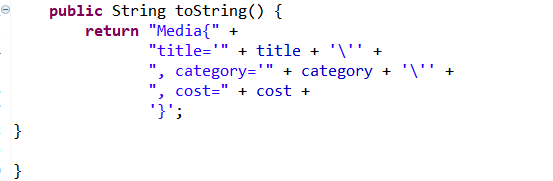 public String toString() {
return "Media{" +
"title='" + title + '\'' +
", category='" + category + '\'' +
", cost=" + cost +
'}';
}
}